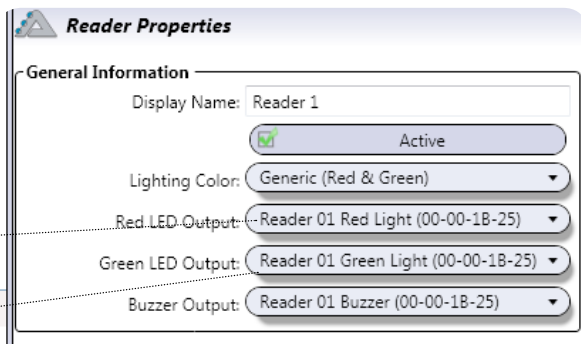 Reader Properties
General Information
Display Name: Reader 1
Active
Lighting Color: Generic (Red & Green)
Red LED Output: Reader 01 Red Light (00-00-1B-25)
Green LED Output: Reader 01 Green Light (00-00-1B-25)
Buzzer Output: Reader 01 Buzzer (00-00-1B-25)